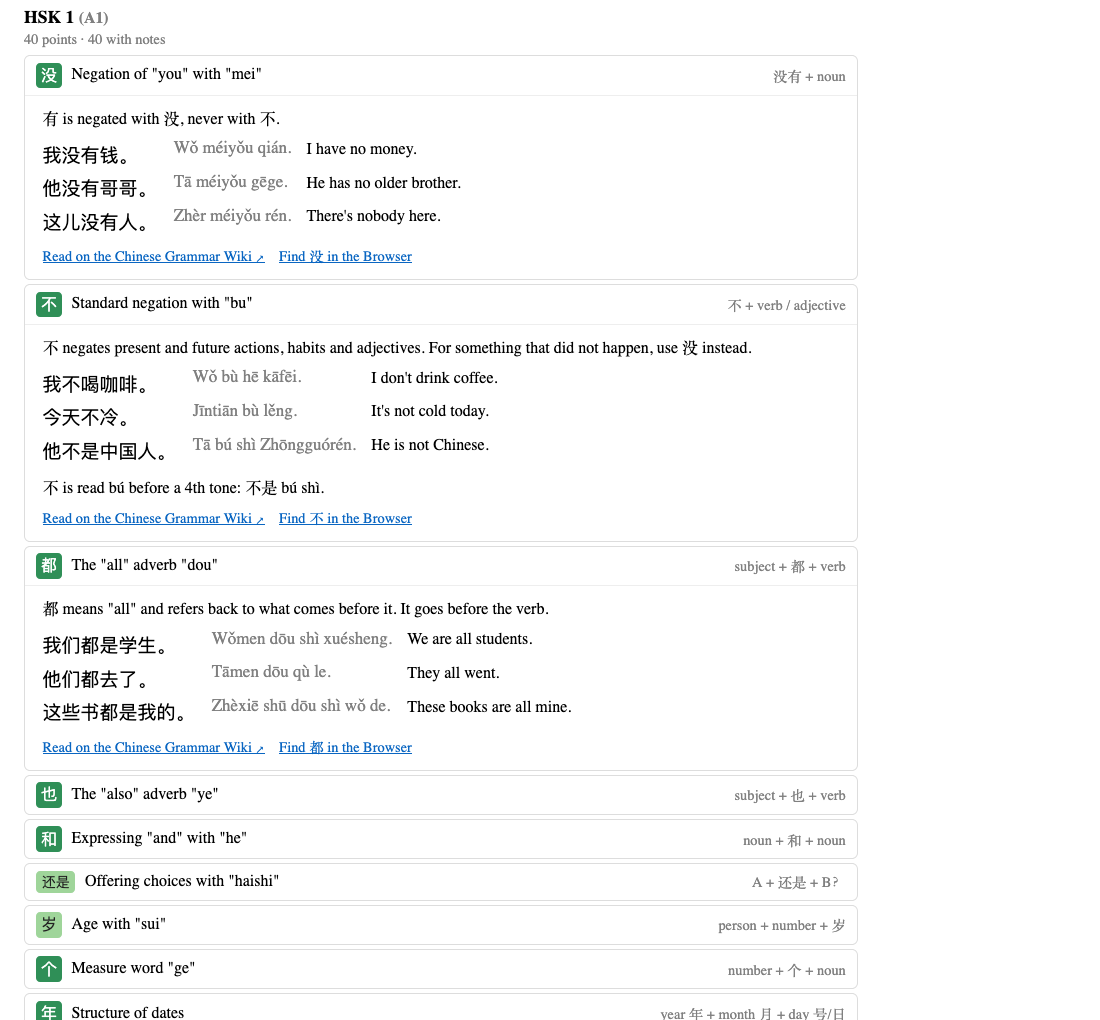 HSK 1 (A1)
40 points · 40 with notes
没 Negation of "you" with "mei" 没有 + noun
有 is negated with 没, never with 不.
我没有钱。 Wǒ méiyǒu qián. I have no money.
他没有哥哥。 Tā méiyǒu gēge. He has no older brother.
这儿没有人。 Zhèr méiyǒu rén. There's nobody here.
Read on the Chinese Grammar Wiki ↗ Find 没 in the Browser
不 Standard negation with "bu" 不 + verb / adjective
不 negates present and future actions, habits and adjectives. For something that did not happen, use 没 instead.
我不喝咖啡。 Wǒ bù hē kāfēi. I don't drink coffee.
今天不冷。 Jīntiān bù lěng. It's not cold today.
他不是中国人。 Tā bú shì Zhōngguórén. He is not Chinese.
不 is read bú before a 4th tone: 不是 bú shì.
Read on the Chinese Grammar Wiki ↗ Find 不 in the Browser
都 The "all" adverb "dou" subject + 都 + verb
都 means "all" and refers back to what comes before it. It goes before the verb.
我们都是学生。 Wǒmen dōu shì xuésheng. We are all students.
他们都去了。 Tāmen dōu qù le. They all went.
这些书都是我的。 Zhèxiē shū dōu shì wǒ de. These books are all mine.
Read on the Chinese Grammar Wiki ↗ Find 都 in the Browser
也 The "also" adverb "ye" subject + 也 + verb
和 Expressing "and" with "he" noun + 和 + noun
还是 Offering choices with "haishi" A + 还是 + B？
岁 Age with "sui" person + number + 岁
个 Measure word "ge" number + 个 + noun
年 Structure of dates year 年 + month 月 + day 号/日